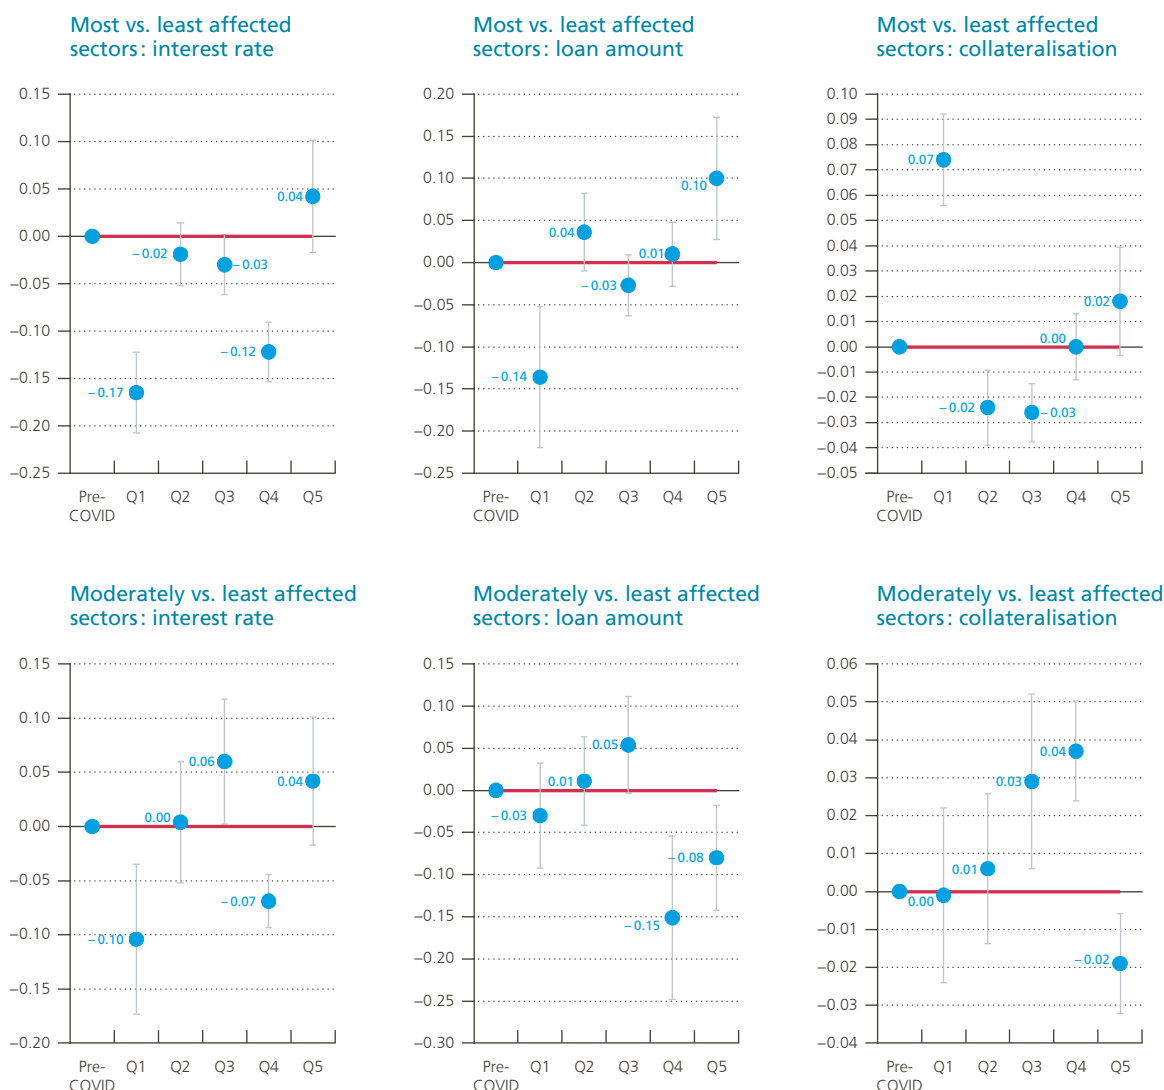 Most vs. least affected
sectors: interest rate
0.15
0.10
0.05
0.00
–0.05
–0.10
–0.15
–0.20
–0.25
–0.17
–0.02
–0.03
–0.12
0.04
Pre-
COVID
Q1
Q2
Q3
Q4
Q5
Most vs. least affected
sectors: loan amount
0.20
0.15
0.10
0.05
0.00
–0.05
–0.10
–0.15
–0.20
–0.25
–0.14
0.04
–0.03
0.01
0.10
Pre-
COVID
Q1
Q2
Q3
Q4
Q5
Most vs. least affected
sectors: collateralisation
0.10
0.09
0.08
0.07
0.06
0.05
0.04
0.03
0.02
0.01
0.00
–0.01
–0.02
–0.03
–0.04
–0.05
0.07
–0.02
–0.03
0.00
0.02
Pre-
COVID
Q1
Q2
Q3
Q4
Q5
Moderately vs. least affected
sectors: interest rate
0.15
0.10
0.05
0.00
–0.05
–0.10
–0.15
–0.20
–0.10
0.00
0.06
–0.07
0.04
Pre-
COVID
Q1
Q2
Q3
Q4
Q5
Moderately vs. least affected
sectors: loan amount
0.15
0.10
0.05
0.00
–0.05
–0.10
–0.15
–0.20
–0.25
–0.30
–0.03
0.01
0.05
–0.15
–0.08
Pre-
COVID
Q1
Q2
Q3
Q4
Q5
Moderately vs. least affected
sectors: collateralisation
0.06
0.05
0.04
0.03
0.02
0.01
0.00
–0.01
–0.02
–0.03
–0.04
0.00
0.01
0.03
0.04
–0.02
Pre-
COVID
Q1
Q2
Q3
Q4
Q5